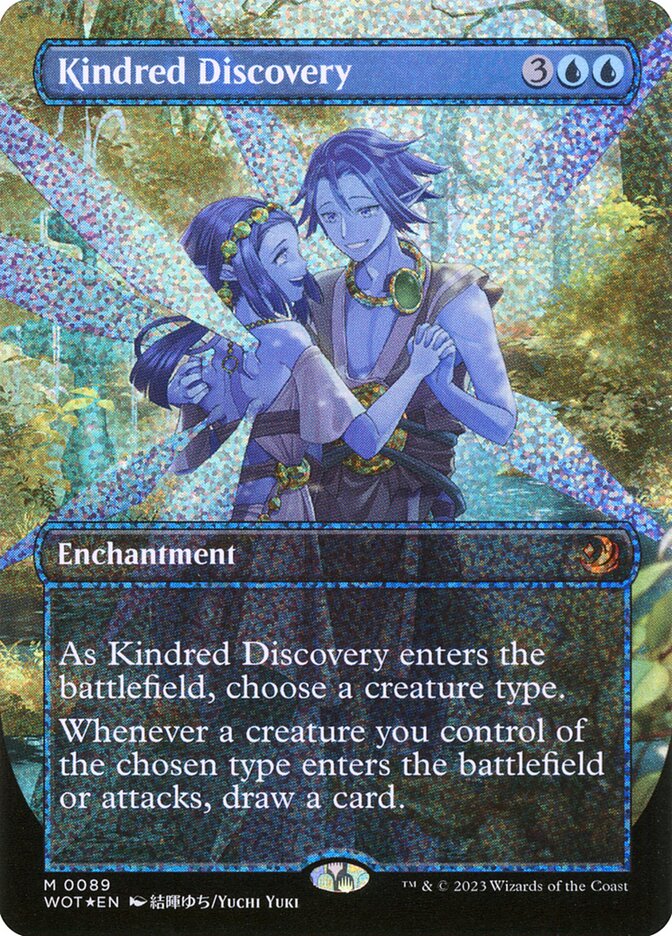 Kindred Discovery 3
Enchantment
As Kindred Discovery enters the
battlefield, choose a creature type.
Whenever a creature you control of
the chosen type enters the battlefield
or attacks, draw a card.
M 0089
WOT★EN 結暉ゆち/Yuchi Yuki
™ & © 2023 Wizards of the Coast